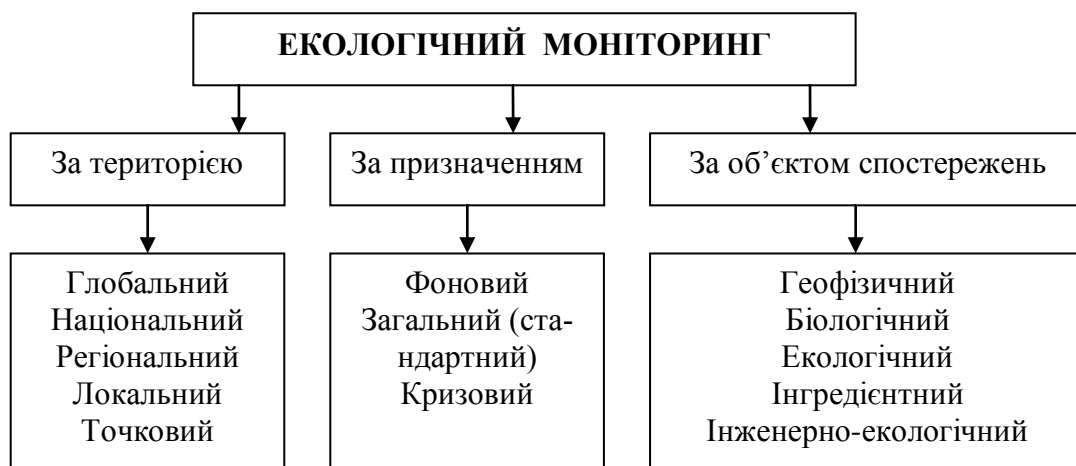 ЕКОЛОГІЧНИЙ МОНІТОРИНГ
За територією
За призначенням
За об’єктом спостережень
Глобальний
Національний
Регіональний
Локальний
Точковий
Фоновий
Загальний (ста-
ндартний)
Кризовий
Геофізичний
Біологічний
Екологічний
Інгредієнтний
Інженерно-екологічний